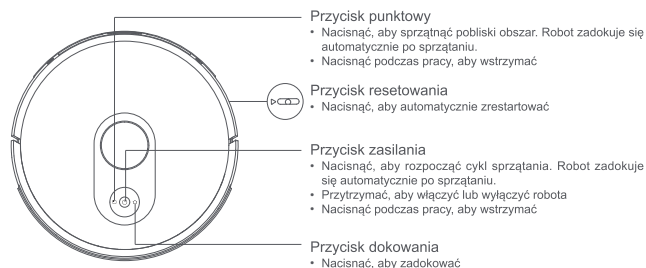 Przycisk punktowy
• Nacisnąć, aby sprzątnąć pobliski obszar. Robot zadokuje się
automatycznie po sprzątaniu.
• Nacisnąć podczas pracy, aby wstrzymać
Przycisk resetowania
• Nacisnąć, aby automatycznie zrestartować
Przycisk zasilania
• Nacisnąć, aby rozpocząć cykl sprzątania. Robot zadokuje
się automatycznie po sprzątaniu.
• Przytrzymać, aby włączyć lub wyłączyć robota
• Nacisnąć podczas pracy, aby wstrzymać
Przycisk dokowania
• Nacisnąć, aby zadokować